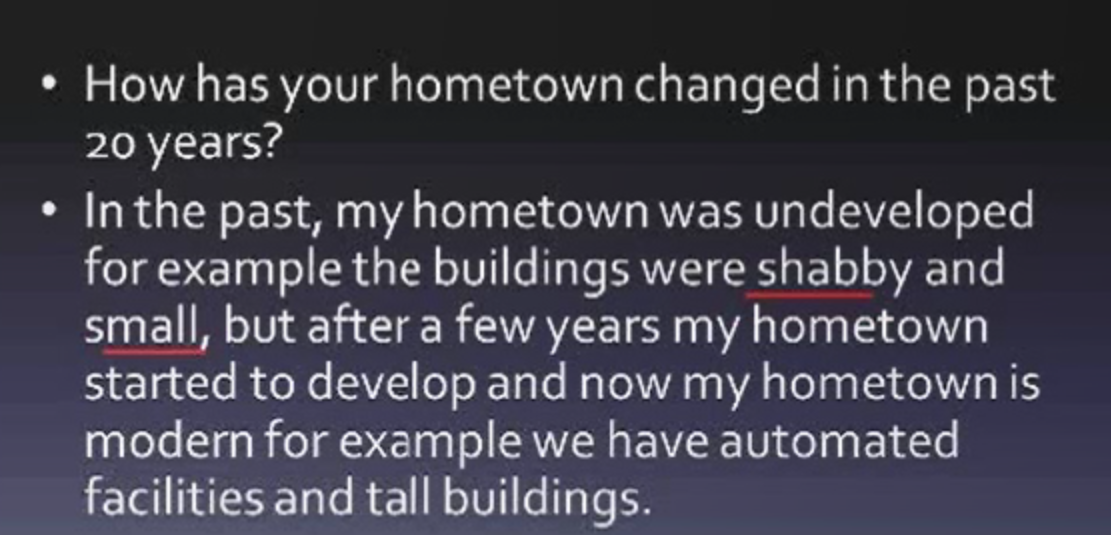 • How has your hometown changed in the past
20 years?
• In the past, my hometown was undeveloped
for example the buildings were shabby and
small, but after a few years my hometown
started to develop and now my hometown is
modern for example we have automated
facilities and tall buildings.